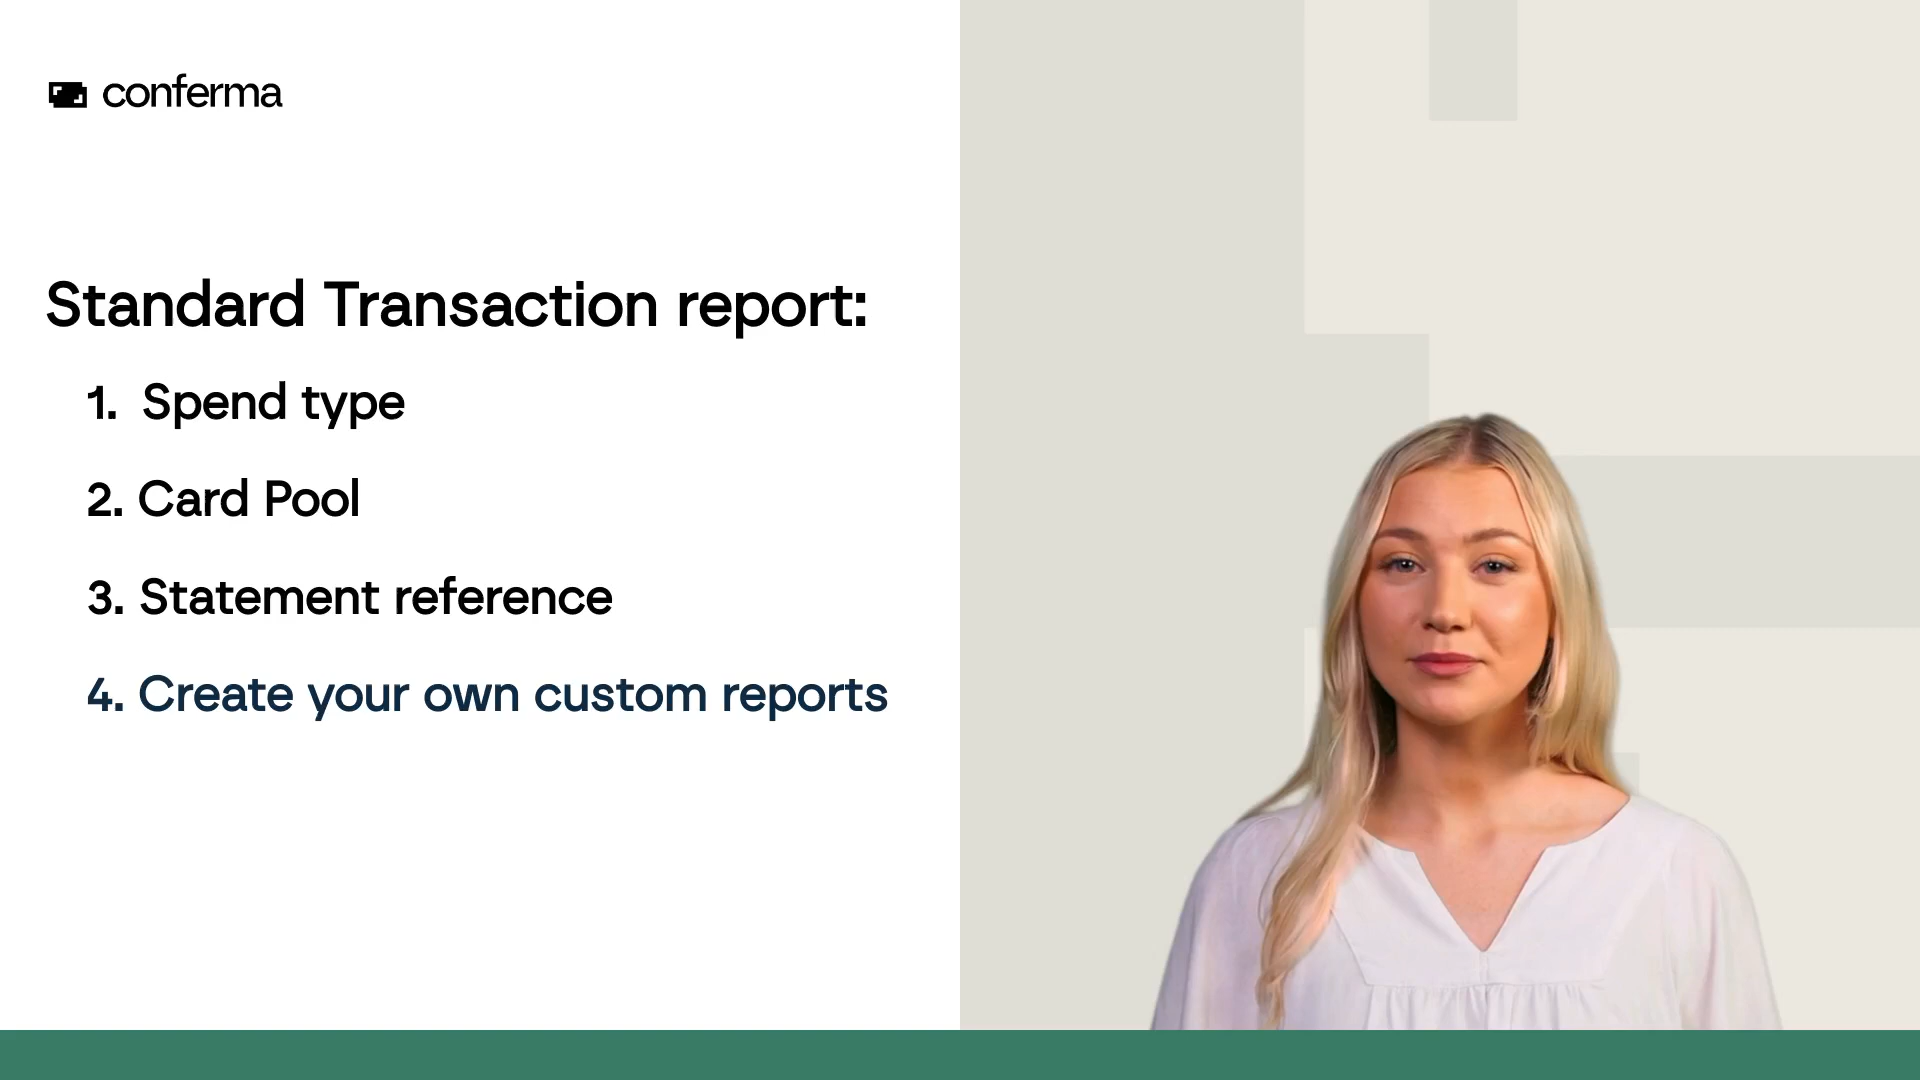 conferma
Standard Transaction report:
1. Spend type
2. Card Pool
3. Statement reference
4. Create your own custom reports